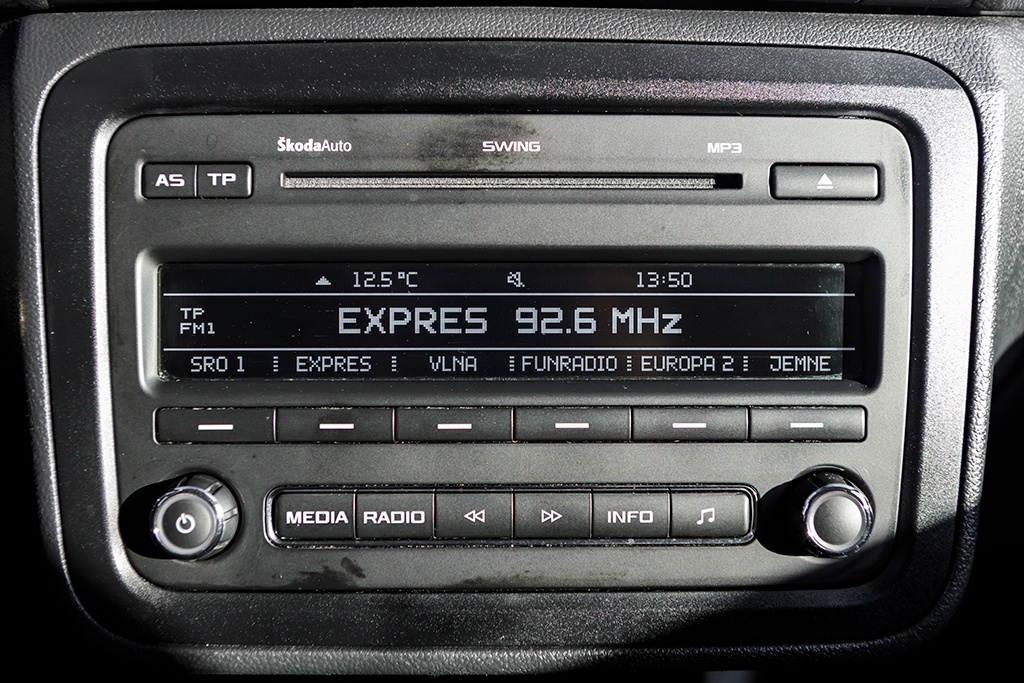 ŠkodaAuto SWING MP3
AS TP
12.5°C 13:50
TP
FM1
EXPRES 92.6 MHz
SRO 1 EXPRES VLNA FUNRADIO EUROPA 2 JEMNE
MEDIA RADIO INFO